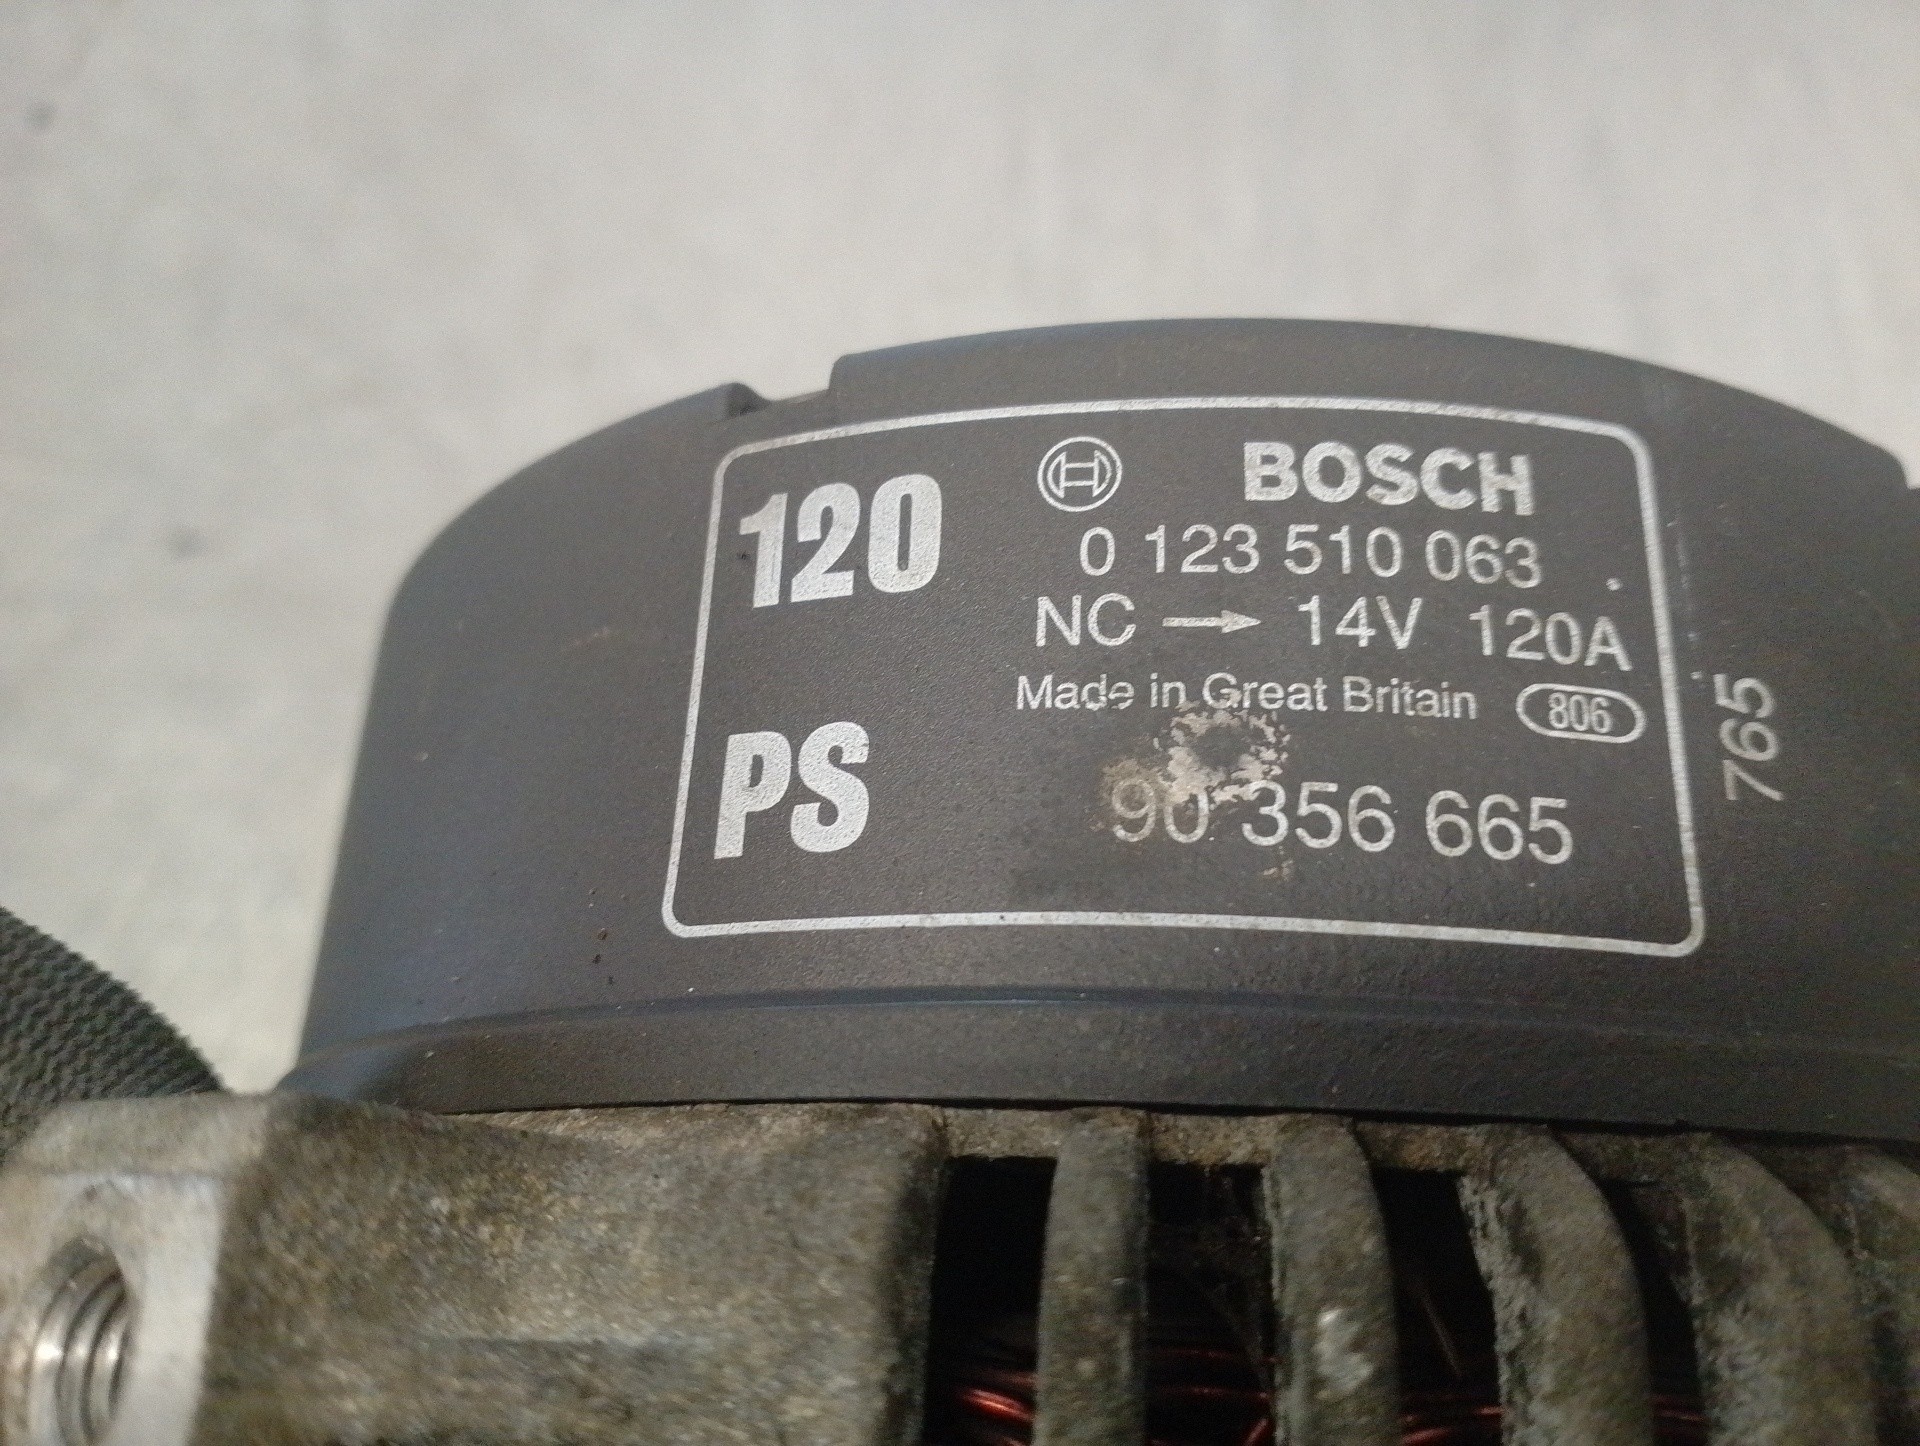 120
BOSCH
0 123 510 063
NC → 14V 120A
Made in Great Britain 806
PS
90 356 665
765